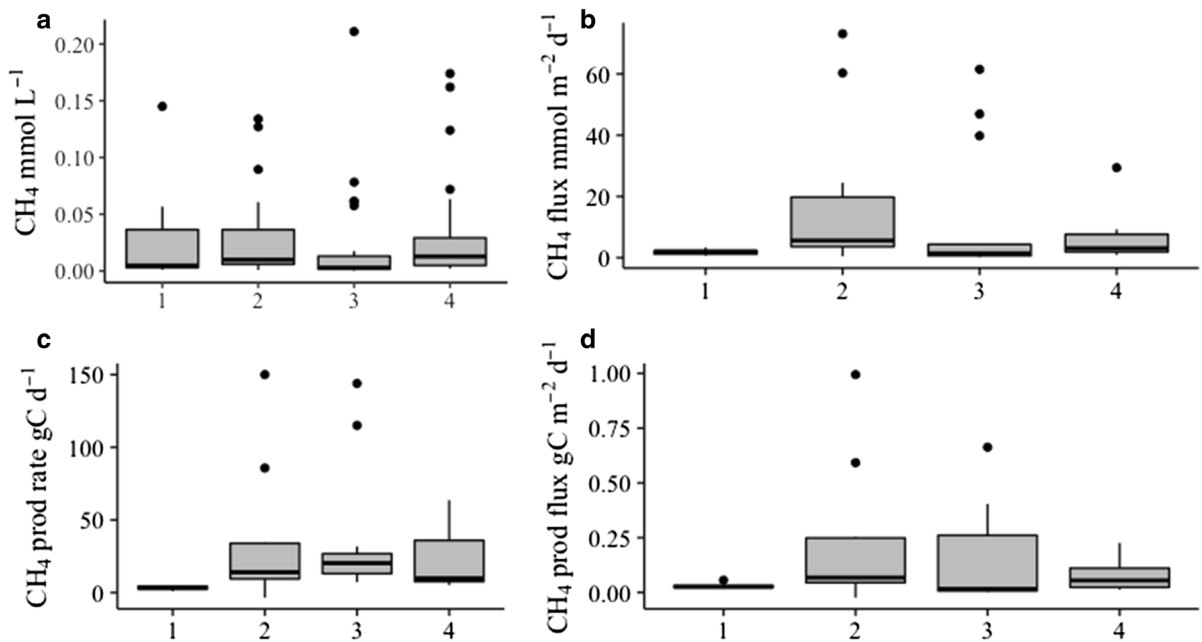 a
CH₄ mmol L⁻¹
0.20
0.15
0.10
0.05
0.00
1 2 3 4
b
CH₄ flux mmol m⁻² d⁻¹
60
40
20
0
1 2 3 4
c
CH₄ prod rate gC d⁻¹
150
100
50
0
1 2 3 4
d
CH₄ prod flux gC m⁻² d⁻¹
1.00
0.75
0.50
0.25
0.00
1 2 3 4